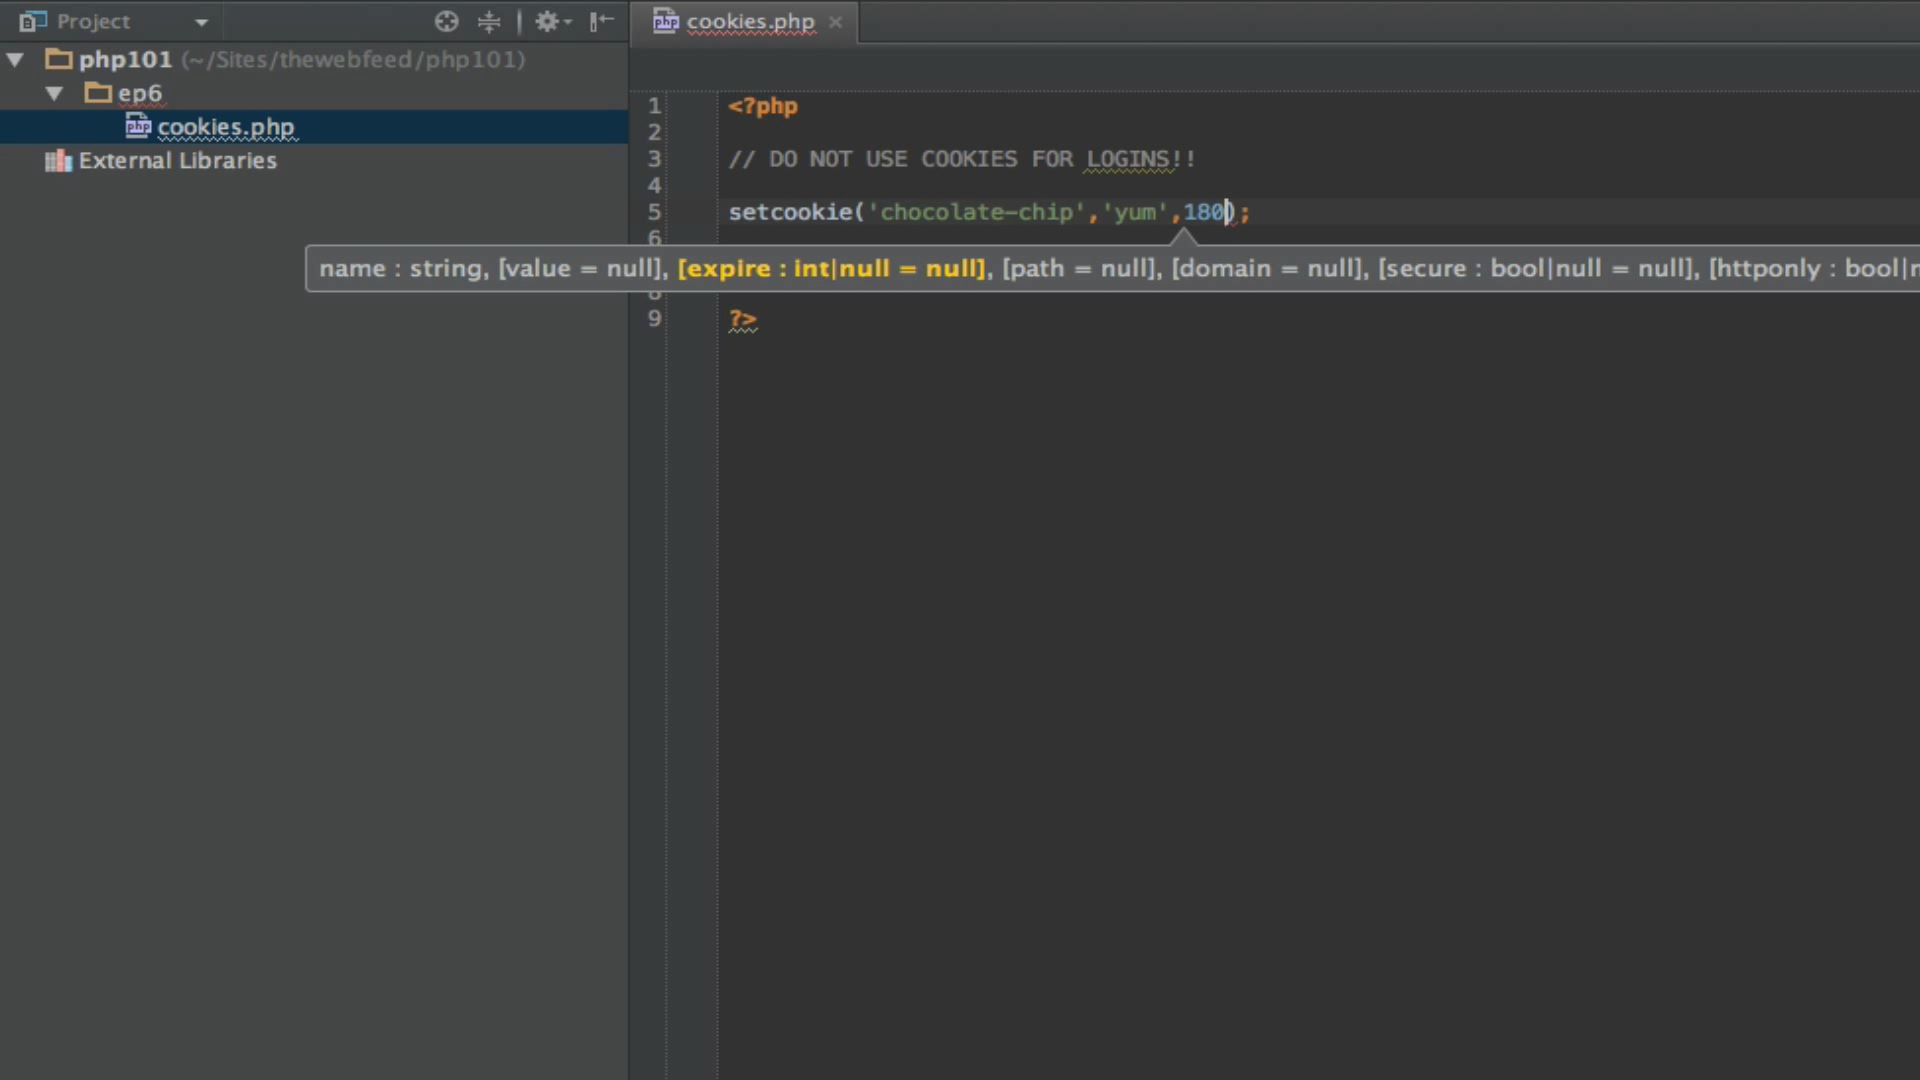 Project
php101 (~/Sites/thewebfeed/php101)
ep6
cookies.php
External Libraries
cookies.php
1 <?php
2
3 // DO NOT USE COOKIES FOR LOGINS!!
4
5 setcookie('chocolate-chip','yum',180);
6
name : string, [value = null], [expire : int|null = null], [path = null], [domain = null], [secure : bool|null = null], [httponly : bool|n
8
9 ?>